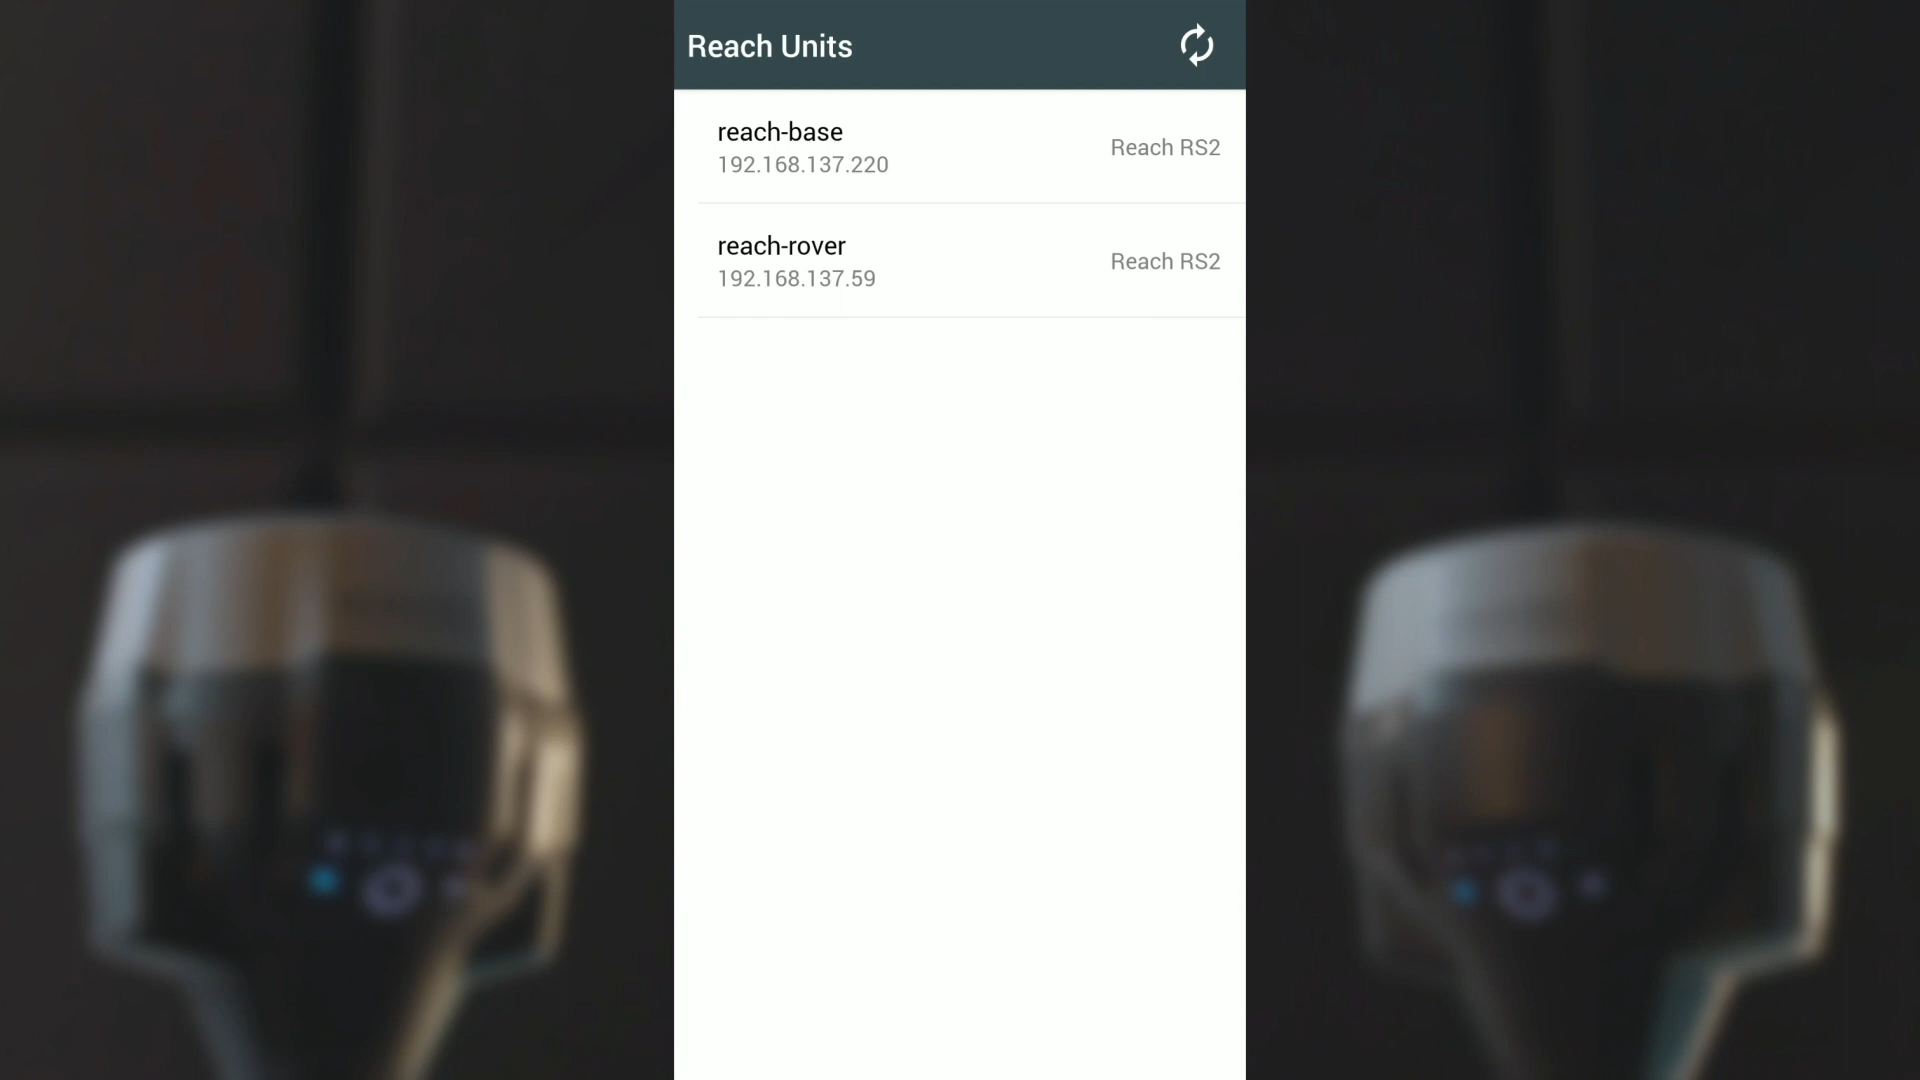 Reach Units
reach-base
192.168.137.220
Reach RS2
reach-rover
192.168.137.59
Reach RS2